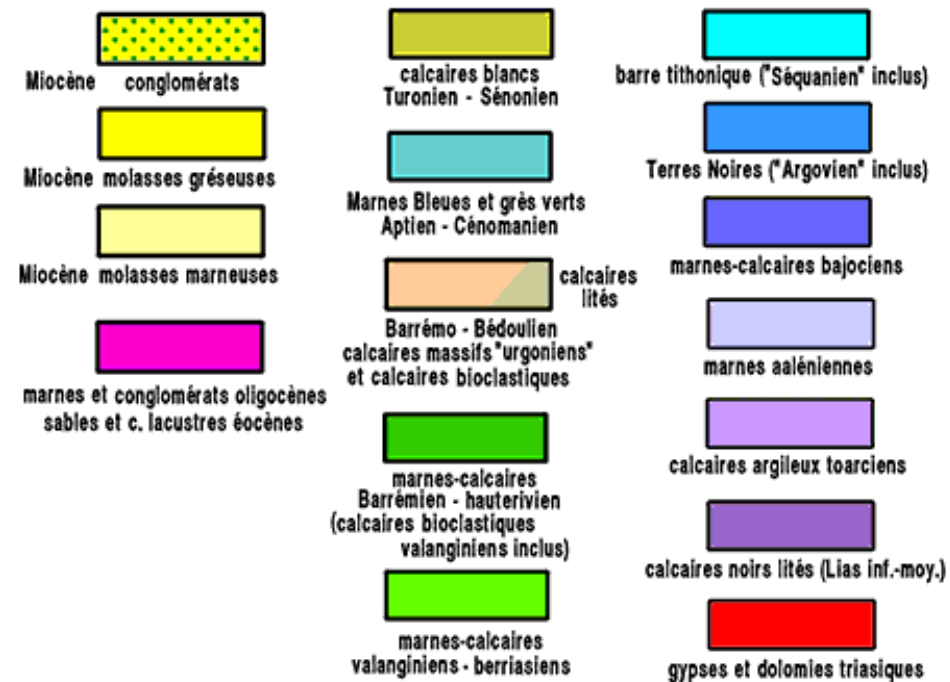 Miocène conglomérats
Miocène molasses gréseuses
Miocène molasses marneuses
marnes et conglomérats oligocènes
sables et c. lacustres éocènes
calcaires blancs
Turonien - Sénonien
Marnes Bleues et grès verts
Aptien - Cénomanien
calcaires
lités
Barrémo - Bédoulien
calcaires massifs "urgoniens"
et calcaires bioclastiques
marnes-calcaires
Barrémien - hauterivien
(calcaires bioclastiques
valanginiens inclus)
marnes-calcaires
valanginiens - berriasiens
barre tithonique ("Séquanien" inclus)
Terres Noires ("Argovien" inclus)
marnes-calcaires bajociens
marnes aaléniennes
calcaires argileux toarciens
calcaires noirs lités (Lias inf.-moy.)
gypses et dolomies triasiques